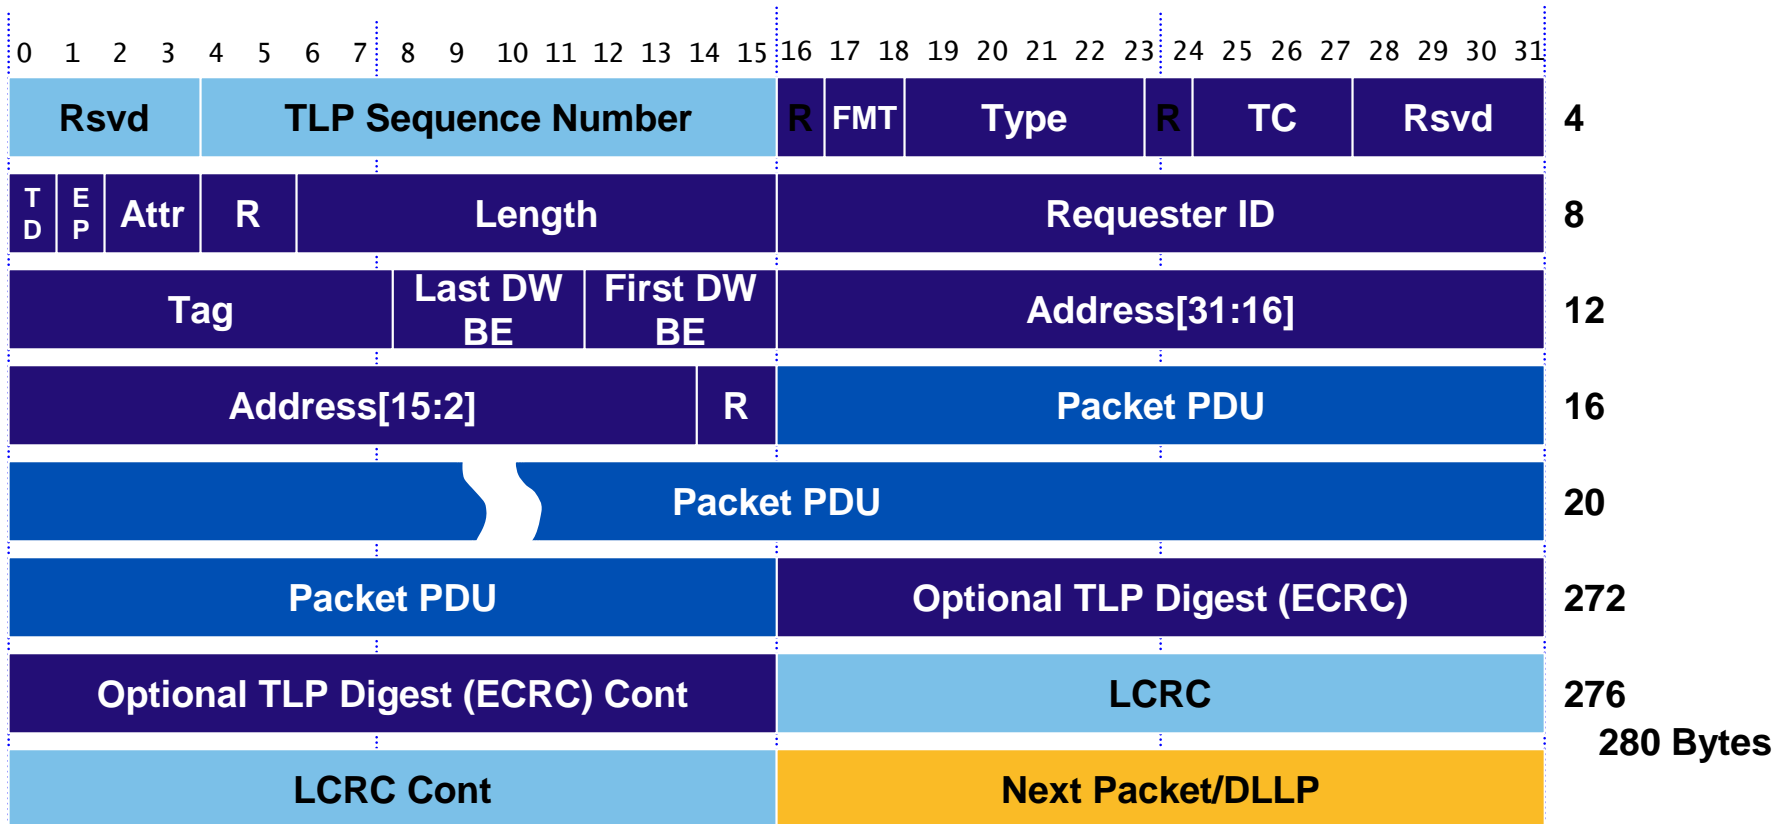 0 1 2 3 4 5 6 7 8 9 10 11 12 13 14 15 16 17 18 19 20 21 22 23 24 25 26 27 28 29 30 31
Rsvd TLP Sequence Number R FMT Type R TC Rsvd 4
TD EP Attr R Length Requester ID 8
Tag Last DW BE First DW BE Address[31:16] 12
Address[15:2] R Packet PDU 16
Packet PDU 20
Packet PDU Optional TLP Digest (ECRC) 272
Optional TLP Digest (ECRC) Cont LCRC 276
280 Bytes
LCRC Cont Next Packet/DLLP